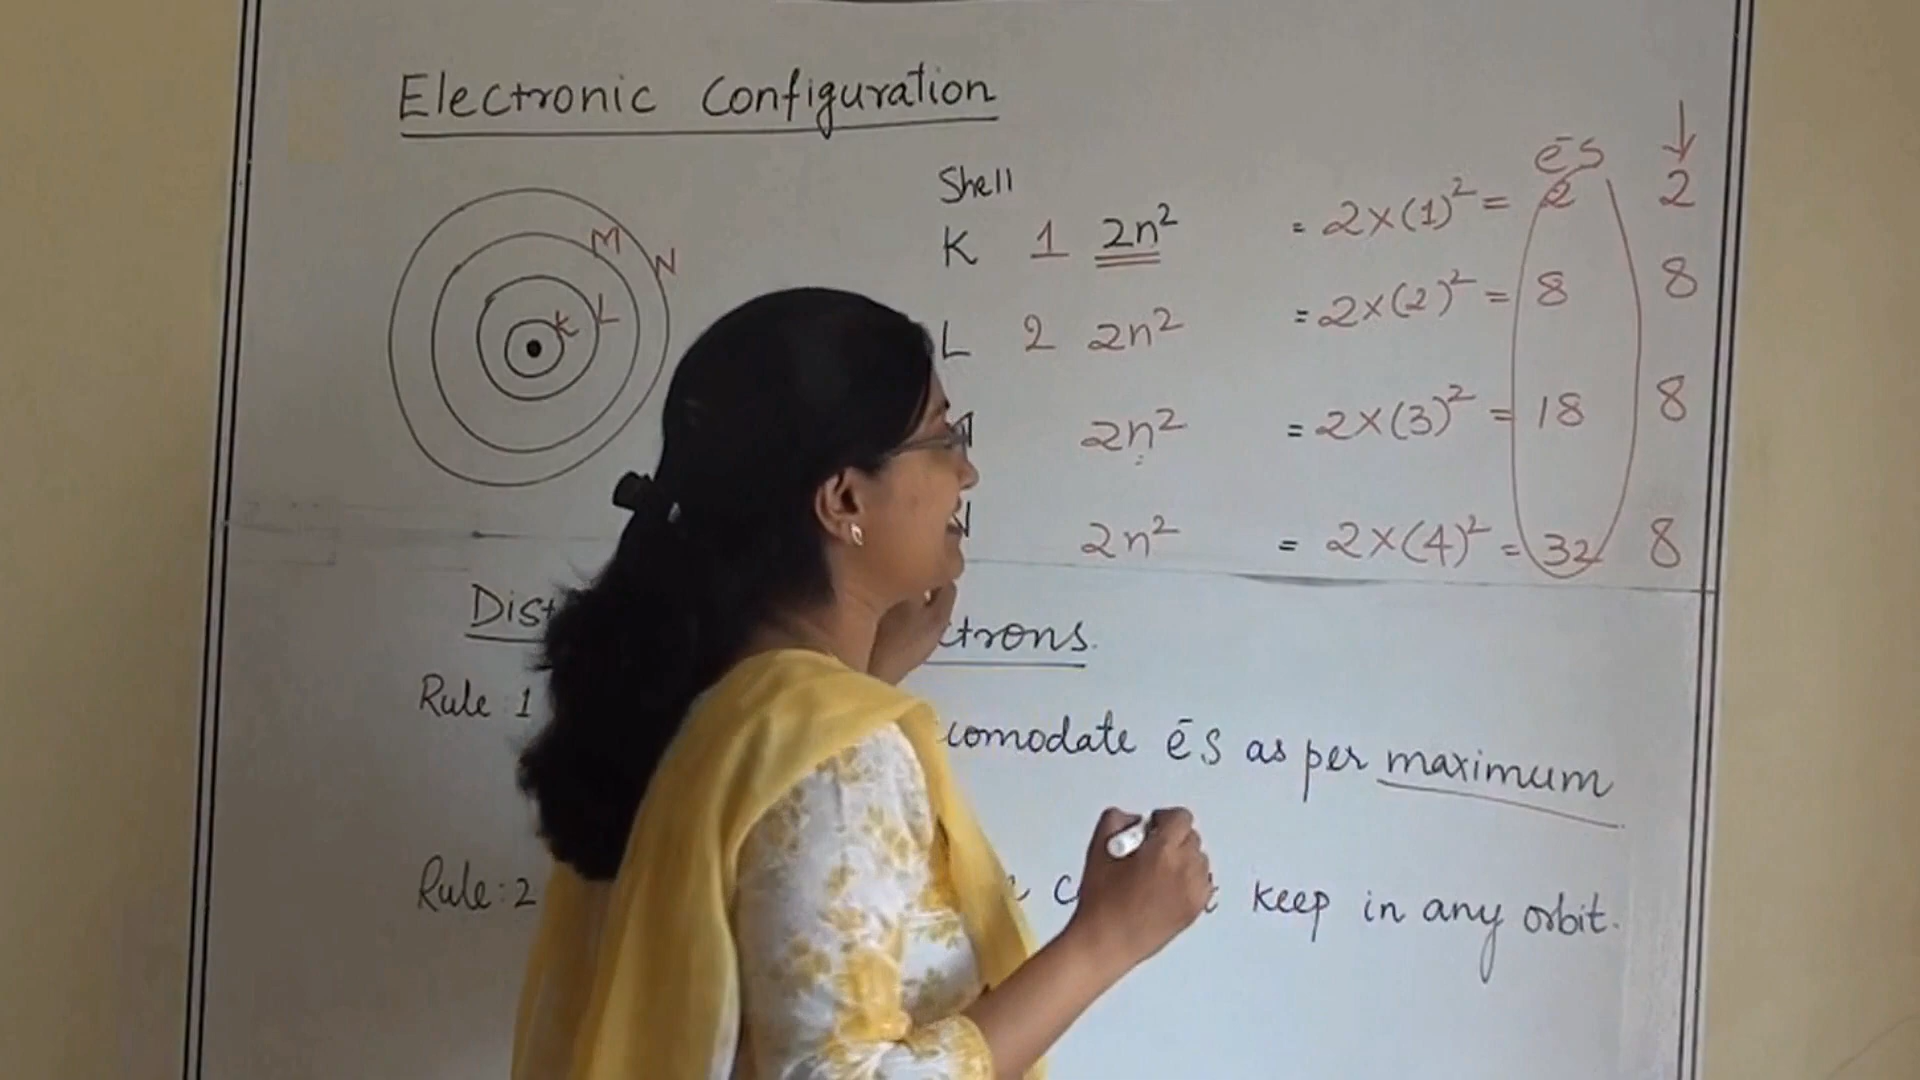 Electronic Configuration
ēs ↓
Shell
K 1 2n² = 2×(1)² = 2 2
L 2 2n² = 2×(2)² = 8 8
2n² = 2×(3)² = 18 8
N 2n² = 2×(4)² = 32 8
K L M N
Dist ctrons.
Rule 1 comodate ēs as per maximum
Rule:2 keep in any orbit.